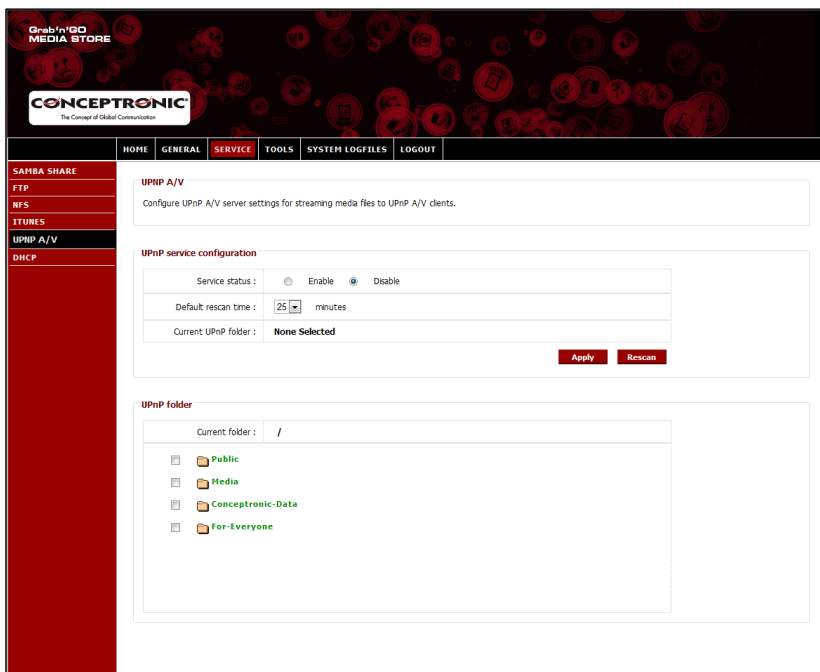 Grab'n'GO
MEDIA STORE
CONCEPTRONIC®
The Concept of Global Communication
HOME GENERAL SERVICE TOOLS SYSTEM LOGFILES LOGOUT
SAMBA SHARE
FTP
NFS
ITUNES
UPNP A/V
DHCP
UPNP A/V
Configure UPnP A/V server settings for streaming media files to UPnP A/V clients.
UPnP service configuration
Service status : Enable Disable
Default rescan time : 25 minutes
Current UPnP folder : None Selected
Apply Rescan
UPnP folder
Current folder : /
Public
Media
Conceptronic-Data
For-Everyone